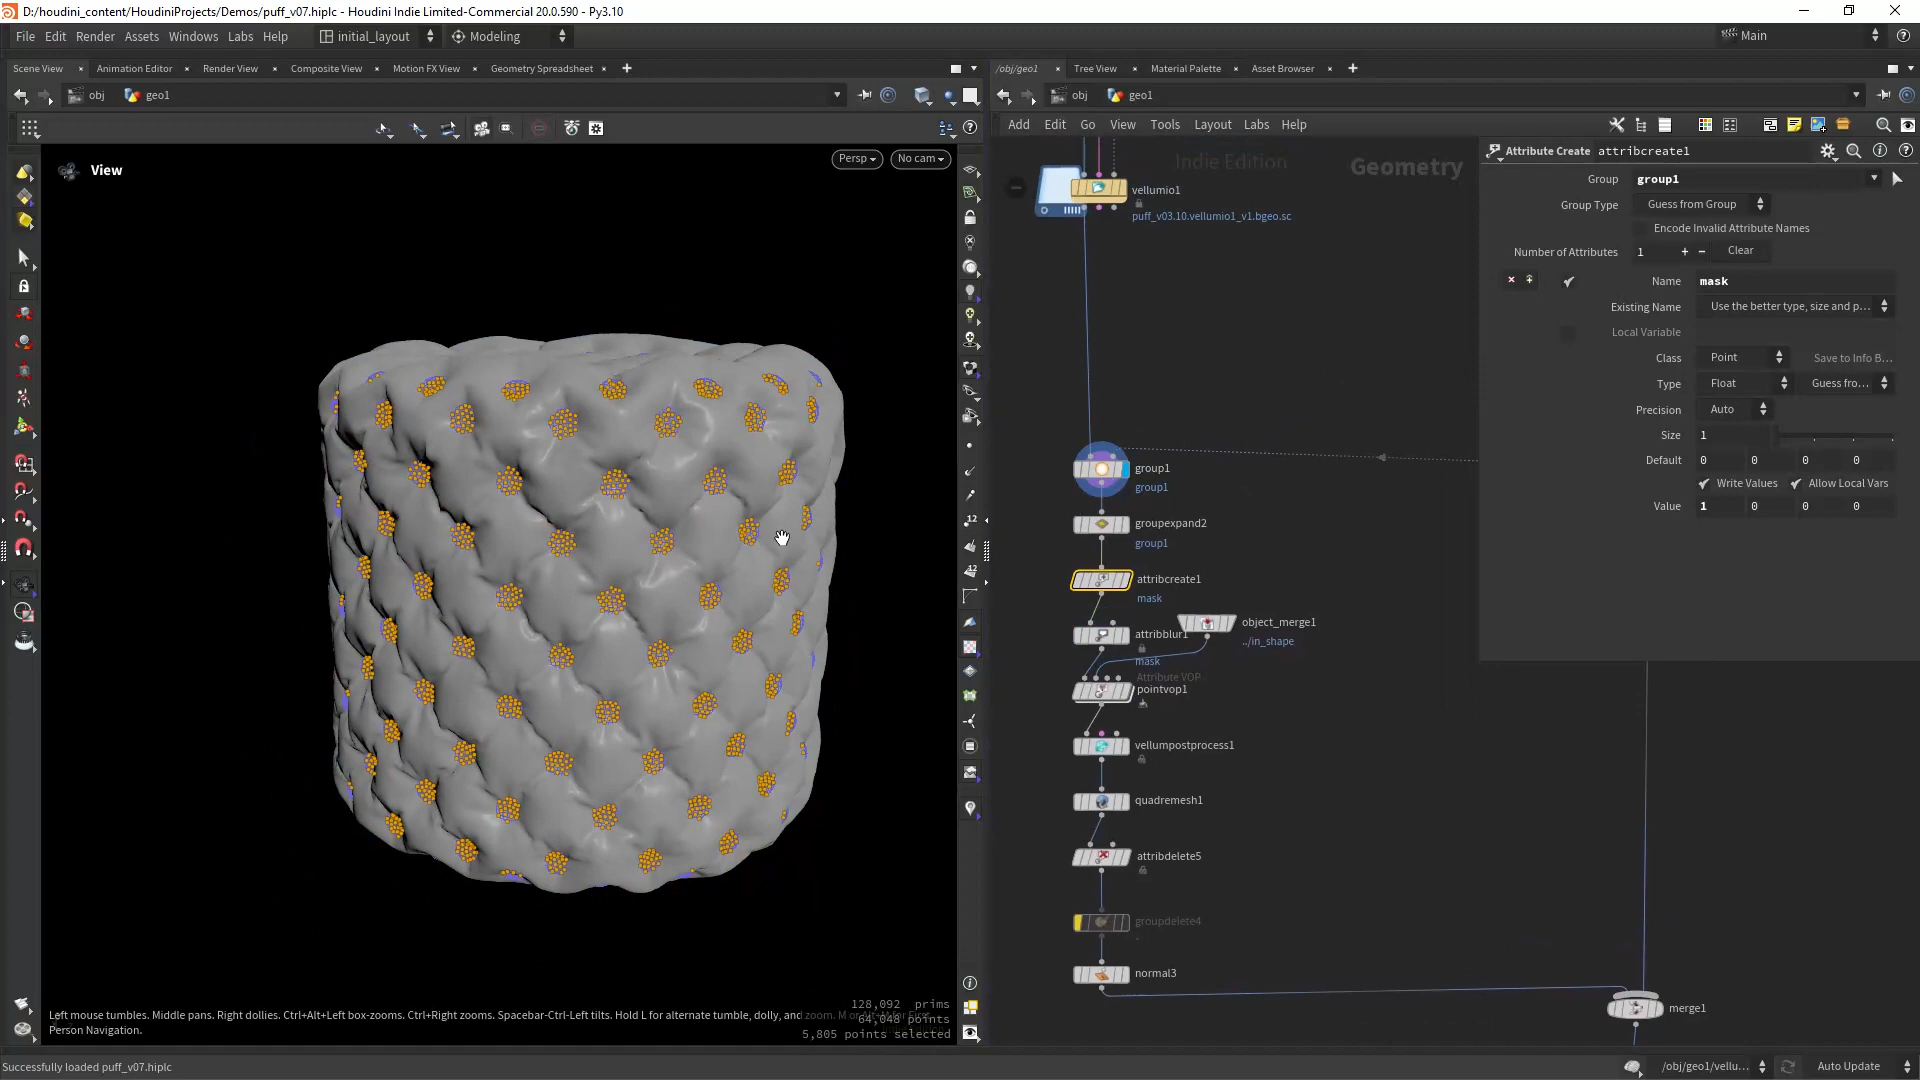 D:/houdini_content/HoudiniProjects/Demos/puff_v07.hiplc - Houdini Indie Limited-Commercial 20.0.590 - Py3.10
File Edit Render Assets Windows Labs Help initial_layout Modeling Main
Scene View Animation Editor Render View Composite View Motion FX View Geometry Spreadsheet
/obj/geo1 Tree View Material Palette Asset Browser
obj geo1
obj geo1
Add Edit Go View Tools Layout Labs Help
View
Persp No cam
Indie Edition
Geometry
vellumio1
puff_v03.10.vellumio1_v1.bgeo.sc
group1
group1
groupexpand2
group1
attribcreate1
mask
attribblur1
mask
object_merge1
../in_shape
Attribute VOP
pointvop1
vellumpostprocess1
quadremesh1
attribdelete5
groupdelete4
normal3
merge1
Attribute Create attribcreate1
Group group1
Group Type Guess from Group
Encode Invalid Attribute Names
Number of Attributes 1 + − Clear
Name mask
Existing Name Use the better type, size and p...
Local Variable
Class Point Save to Info B...
Type Float Guess fro...
Precision Auto
Size 1
Default 0 0 0 0
Write Values Allow Local Vars
Value 1 0 0 0
128,092 prims
64,048 points
5,805 points selected
Left mouse tumbles. Middle pans. Right dollies. Ctrl+Alt+Left box-zooms. Ctrl+Right zooms. Spacebar-Ctrl-Left tilts. Hold L for alternate tumble, dolly, and zoom. M or Alt+M for First
Person Navigation.
Successfully loaded puff_v07.hiplc
/obj/geo1/vellu... Auto Update